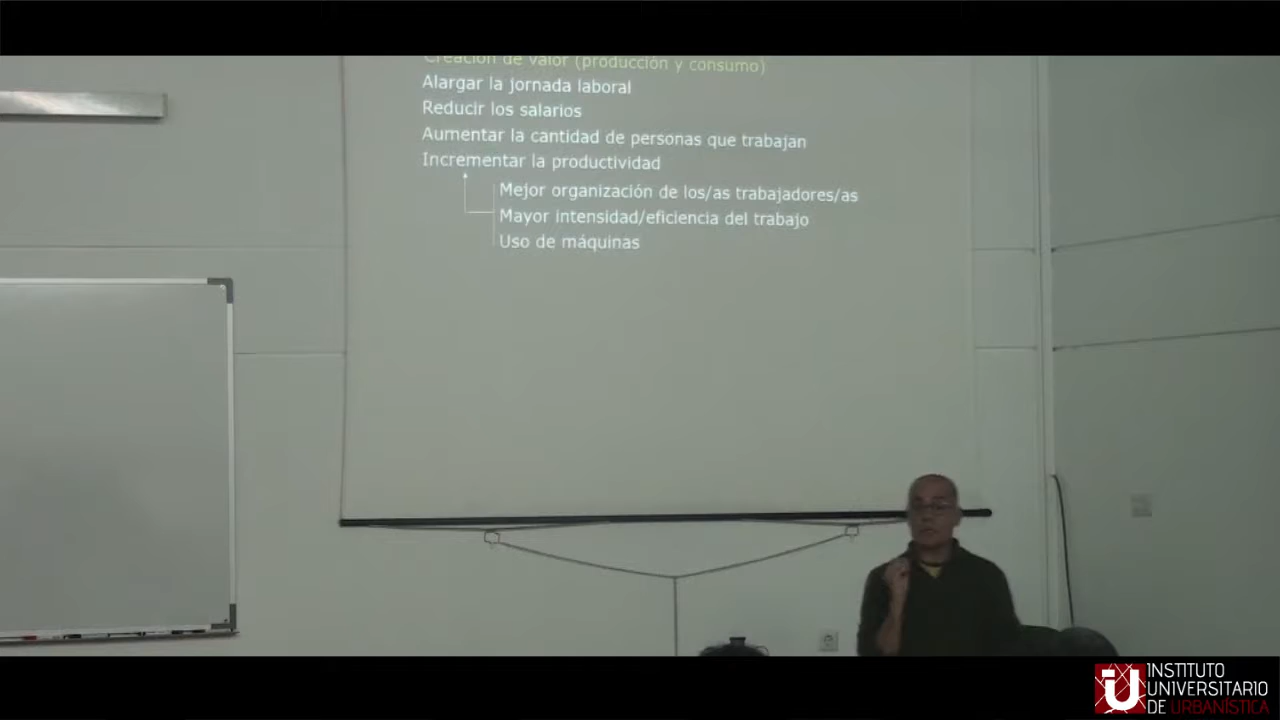 Creación de valor (producción y consumo)
Alargar la jornada laboral
Reducir los salarios
Aumentar la cantidad de personas que trabajan
Incrementar la productividad
Mejor organización de los/as trabajadores/as
Mayor intensidad/eficiencia del trabajo
Uso de máquinas
INSTITUTO
UNIVERSITARIO
DE URBANÍSTICA